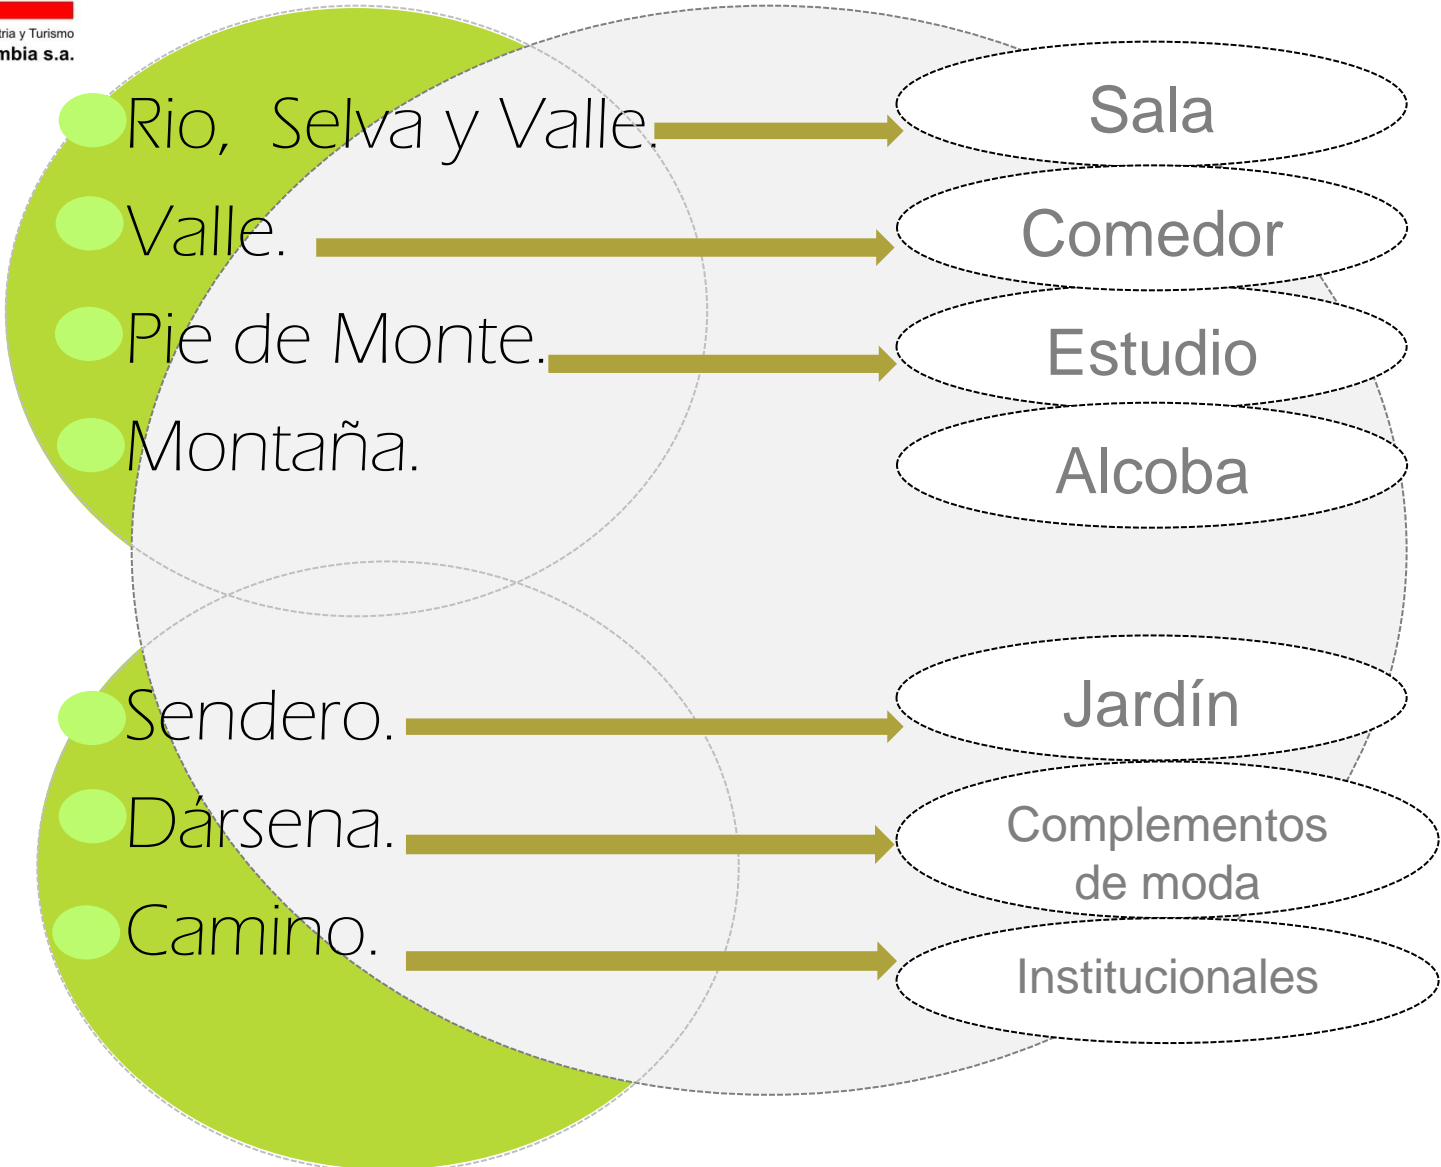 tria y Turismo
mbia s.a.
Rio, Selva y Valle.
Sala
Valle.
Comedor
Pie de Monte.
Estudio
Montaña.
Alcoba
Sendero.
Jardín
Dársena.
Complementos
de moda
Camino.
Institucionales